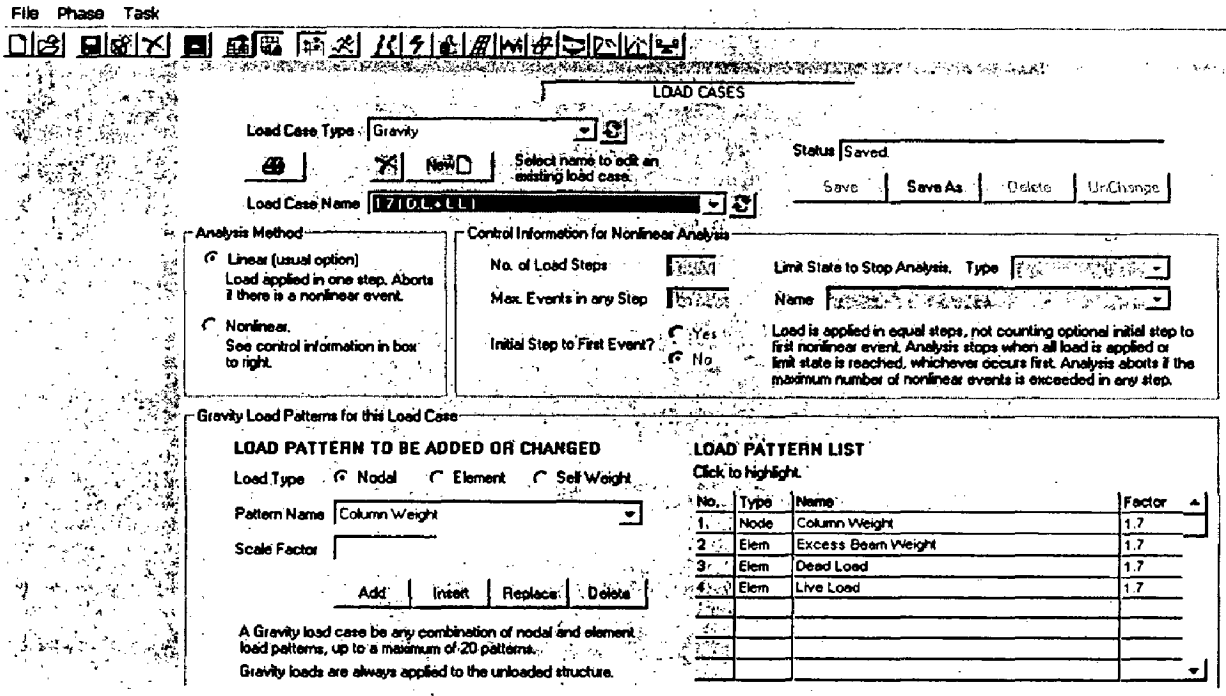 File Phase Task
LOAD CASES
Load Case Type Gravity
Status Saved.
New
Select name to edit an
existing load case.
Save Save As Delete UnChange
Load Case Name 1.7(D.L+LL)
Analysis Method
Linear (usual option)
Load applied in one step. Aborts
if there is a nonlinear event.
Nonlinear.
See control information in box
to right.
Control Information for Nonlinear Analysis
No. of Load Steps
Max. Events in any Step
Initial Step to First Event?
Yes
No
Limit State to Stop Analysis. Type
Name
Load is applied in equal steps, not counting optional initial step to
first nonlinear event. Analysis stops when all load is applied or
limit state is reached, whichever occurs first. Analysis aborts if the
maximum number of nonlinear events is exceeded in any step.
Gravity Load Patterns for this Load Case
LOAD PATTERN TO BE ADDED OR CHANGED
Load Type Nodal Element Self Weight
Pattern Name Column Weight
Scale Factor
Add Insert Replace Delete
A Gravity load case be any combination of nodal and element
load patterns, up to a maximum of 20 patterns.
Gravity loads are always applied to the unloaded structure.
LOAD PATTERN LIST
Click to highlight.
No. Type Name Factor
1 Node Column Weight 1.7
2 Elem Excess Beam Weight 1.7
3 Elem Dead Load 1.7
4 Elem Live Load 1.7